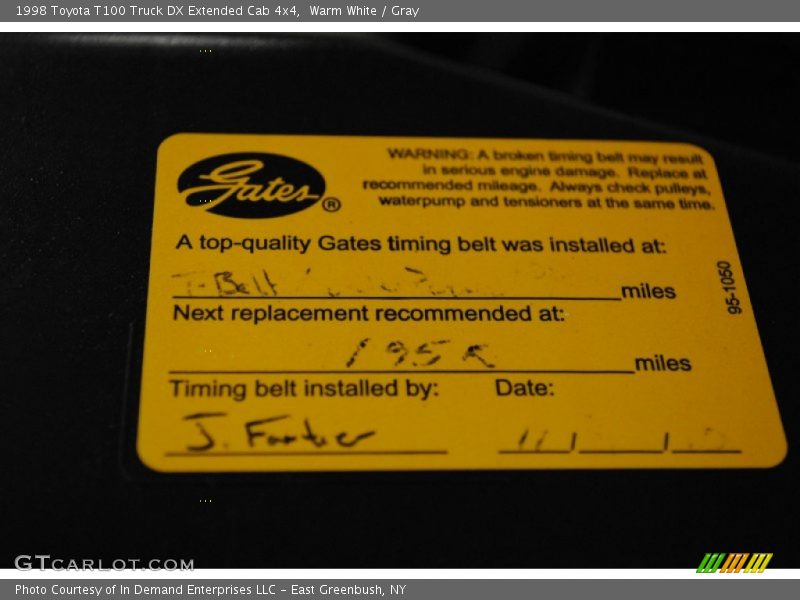 1998 Toyota T100 Truck DX Extended Cab 4x4, Warm White / Gray
Gates®
WARNING: A broken timing belt may result
in serious engine damage. Replace at
recommended mileage. Always check pulleys,
waterpump and tensioners at the same time.
A top-quality Gates timing belt was installed at:
T-Belt
miles
95-1050
Next replacement recommended at:
195K
miles
Timing belt installed by: Date:
J. Fortier
GTCARLOT.COM
Photo Courtesy of In Demand Enterprises LLC - East Greenbush, NY